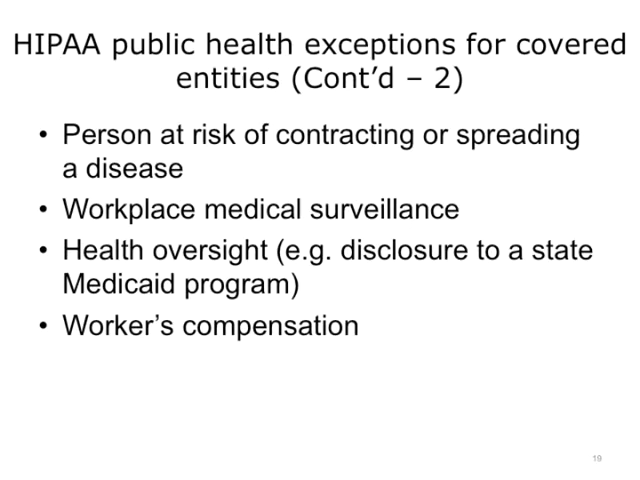 HIPAA public health exceptions for covered
entities (Cont’d – 2)
• Person at risk of contracting or spreading
a disease
• Workplace medical surveillance
• Health oversight (e.g. disclosure to a state
Medicaid program)
• Worker’s compensation
19